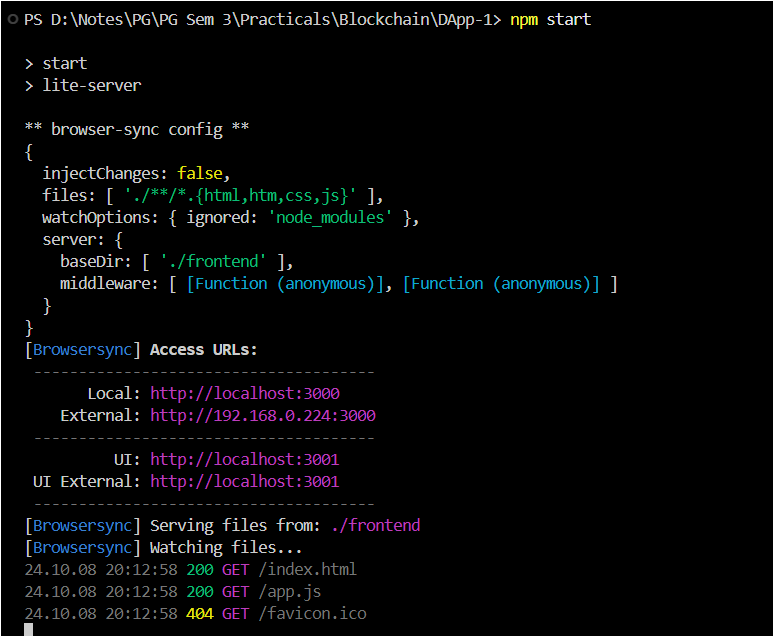 PS D:\Notes\PG\PG Sem 3\Practicals\Blockchain\DApp-1> npm start
> start
> lite-server
** browser-sync config **
{
  injectChanges: false,
  files: [ './**/*.{html,htm,css,js}' ],
  watchOptions: { ignored: 'node_modules' },
  server: {
    baseDir: [ './frontend' ],
    middleware: [ [Function (anonymous)], [Function (anonymous)] ]
  }
}
[Browsersync] Access URLs:
 --------------------------------------
       Local: http://localhost:3000
    External: http://192.168.0.224:3000
 --------------------------------------
          UI: http://localhost:3001
 UI External: http://localhost:3001
 --------------------------------------
[Browsersync] Serving files from: ./frontend
[Browsersync] Watching files...
24.10.08 20:12:58 200 GET /index.html
24.10.08 20:12:58 200 GET /app.js
24.10.08 20:12:58 404 GET /favicon.ico